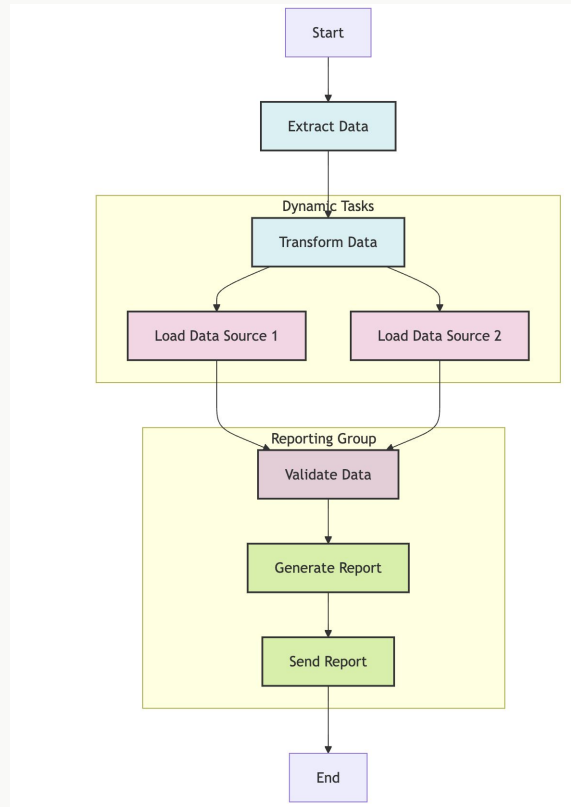 Start
Extract Data
Dynamic Tasks
Transform Data
Load Data Source 1
Load Data Source 2
Reporting Group
Validate Data
Generate Report
Send Report
End